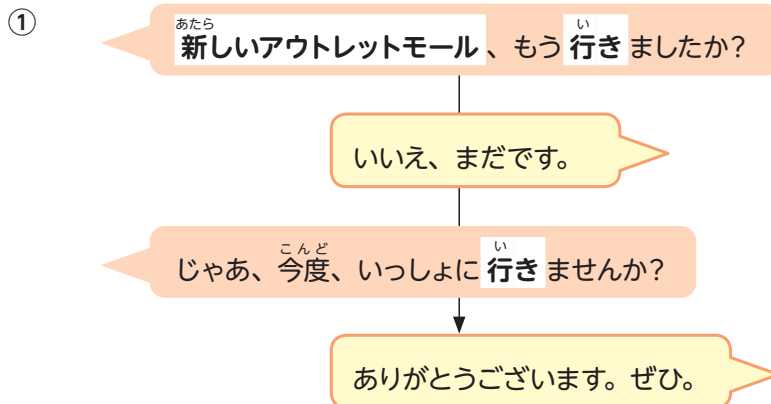 ①
あたら い
新しいアウトレットモール、もう行きましたか？
いいえ、まだです。
こんど い
じゃあ、今度、いっしょに行きませんか？
ありがとうございます。ぜひ。